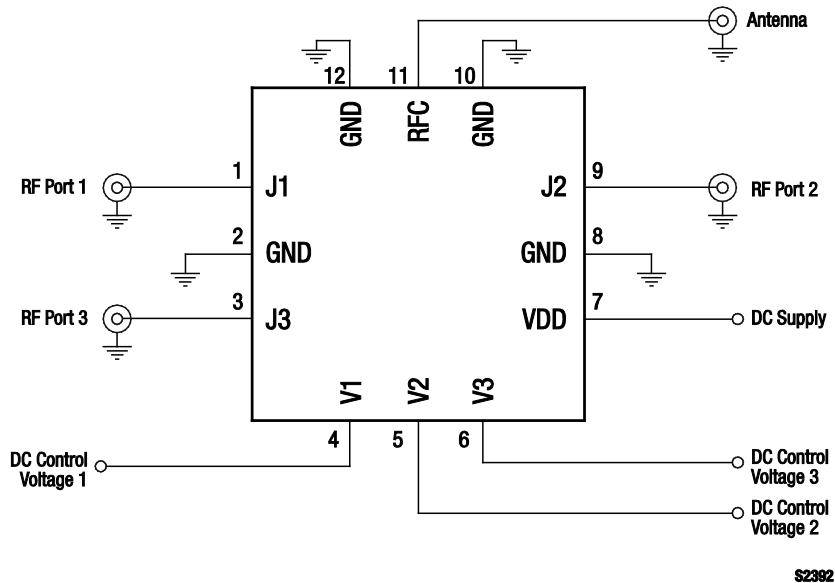 Antenna
12
11
10
GND
RFC
GND
RF Port 1
1
J1
J2
9
RF Port 2
2
GND
GND
8
RF Port 3
3
J3
VDD
7
DC Supply
V1
V2
V3
4
5
6
DC Control
Voltage 1
DC Control
Voltage 3
DC Control
Voltage 2
S2392